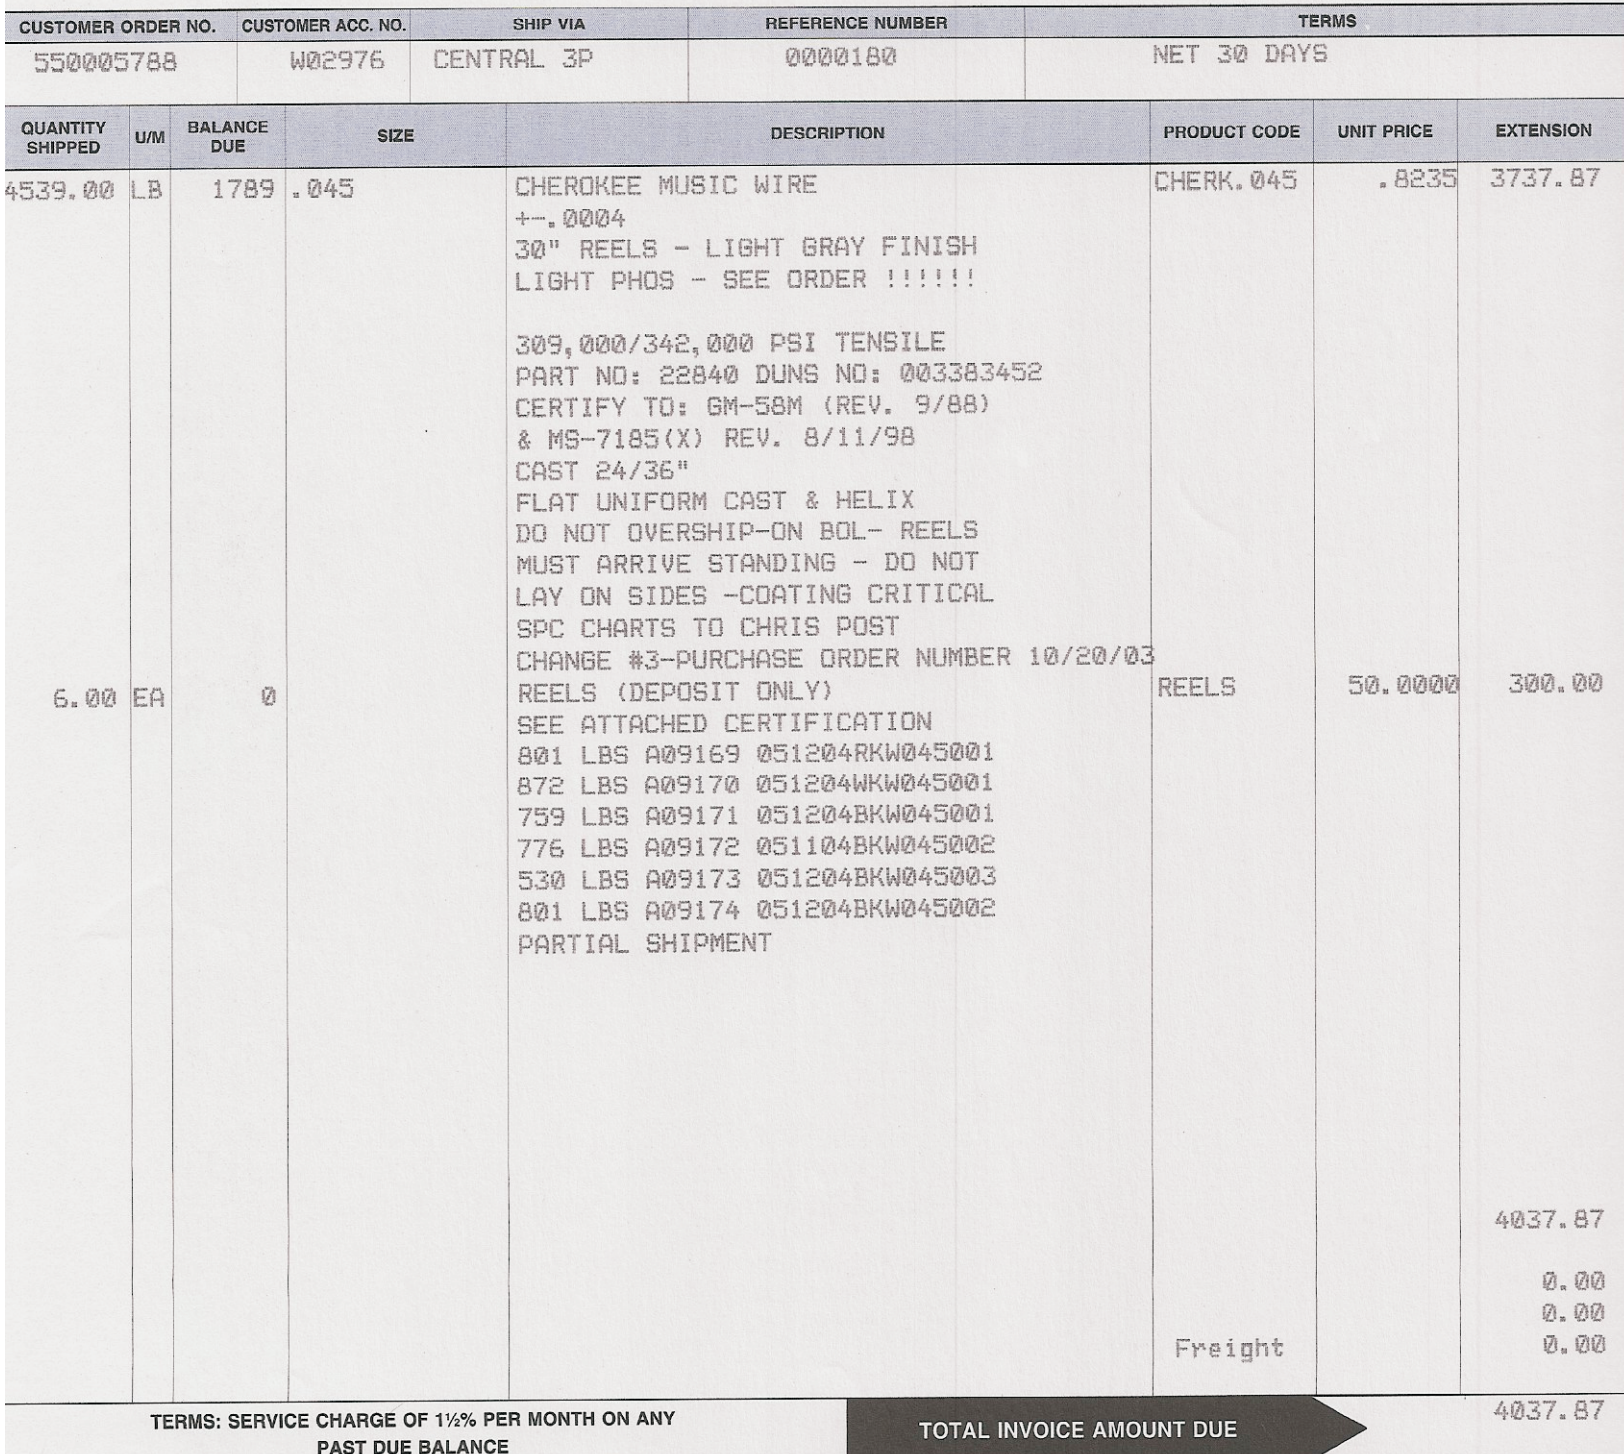 CUSTOMER ORDER NO. CUSTOMER ACC. NO. SHIP VIA REFERENCE NUMBER TERMS
550005788 W02976 CENTRAL 3P 0000180 NET 30 DAYS
QUANTITY SHIPPED U/M BALANCE DUE SIZE DESCRIPTION PRODUCT CODE UNIT PRICE EXTENSION
4539.00 LB 1789 .045 CHEROKEE MUSIC WIRE CHERK.045 .8235 3737.87
+-.0004
30" REELS - LIGHT GRAY FINISH
LIGHT PHOS - SEE ORDER !!!!!!
309,000/342,000 PSI TENSILE
PART NO: 22840 DUNS NO: 003383452
CERTIFY TO: GM-58M (REV. 9/88)
& MS-7185(X) REV. 8/11/98
CAST 24/36"
FLAT UNIFORM CAST & HELIX
DO NOT OVERSHIP-ON BOL- REELS
MUST ARRIVE STANDING - DO NOT
LAY ON SIDES -COATING CRITICAL
SPC CHARTS TO CHRIS POST
CHANGE #3-PURCHASE ORDER NUMBER 10/20/03
6.00 EA 0 REELS (DEPOSIT ONLY) REELS 50.0000 300.00
SEE ATTACHED CERTIFICATION
801 LBS A09169 051204RKW045001
872 LBS A09170 051204WKW045001
759 LBS A09171 051204BKW045001
776 LBS A09172 051104BKW045002
530 LBS A09173 051204BKW045003
801 LBS A09174 051204BKW045002
PARTIAL SHIPMENT
4037.87
0.00
0.00
Freight 0.00
TERMS: SERVICE CHARGE OF 1½% PER MONTH ON ANY
PAST DUE BALANCE
TOTAL INVOICE AMOUNT DUE 4037.87